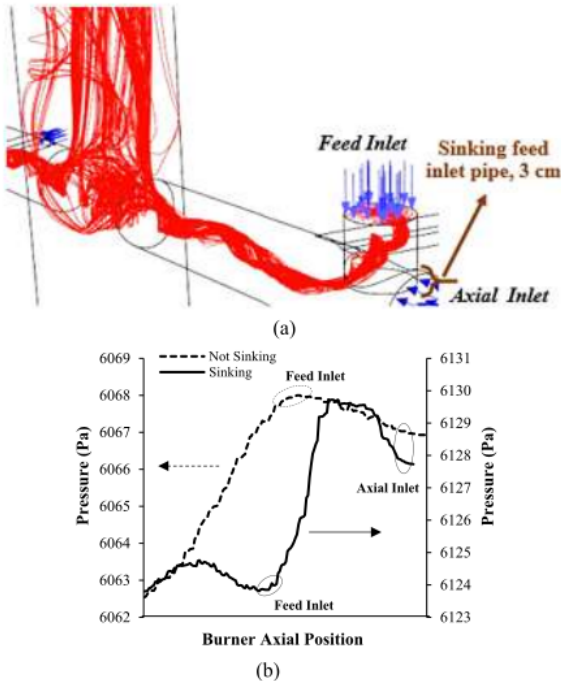 Feed Inlet
Sinking feed
inlet pipe, 3 cm
Axial Inlet
(a)
6069
6068
6067
6066
6065
6064
6063
6062
Pressure (Pa)
Not Sinking
Sinking
Feed Inlet
Axial Inlet
Feed Inlet
6131
6130
6129
6128
6127
6126
6125
6124
6123
Pressure (Pa)
Burner Axial Position
(b)